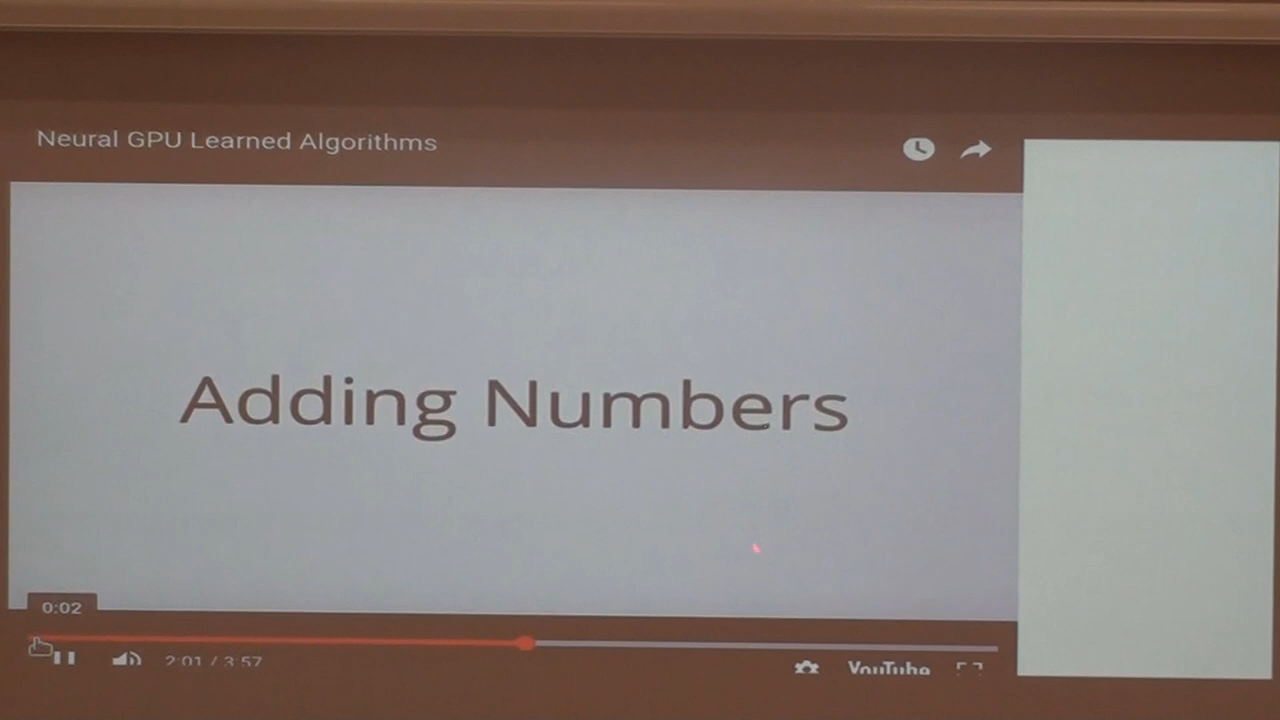 Neural GPU Learned Algorithms
Adding Numbers
0:02
2:01 / 3:57
YouTube